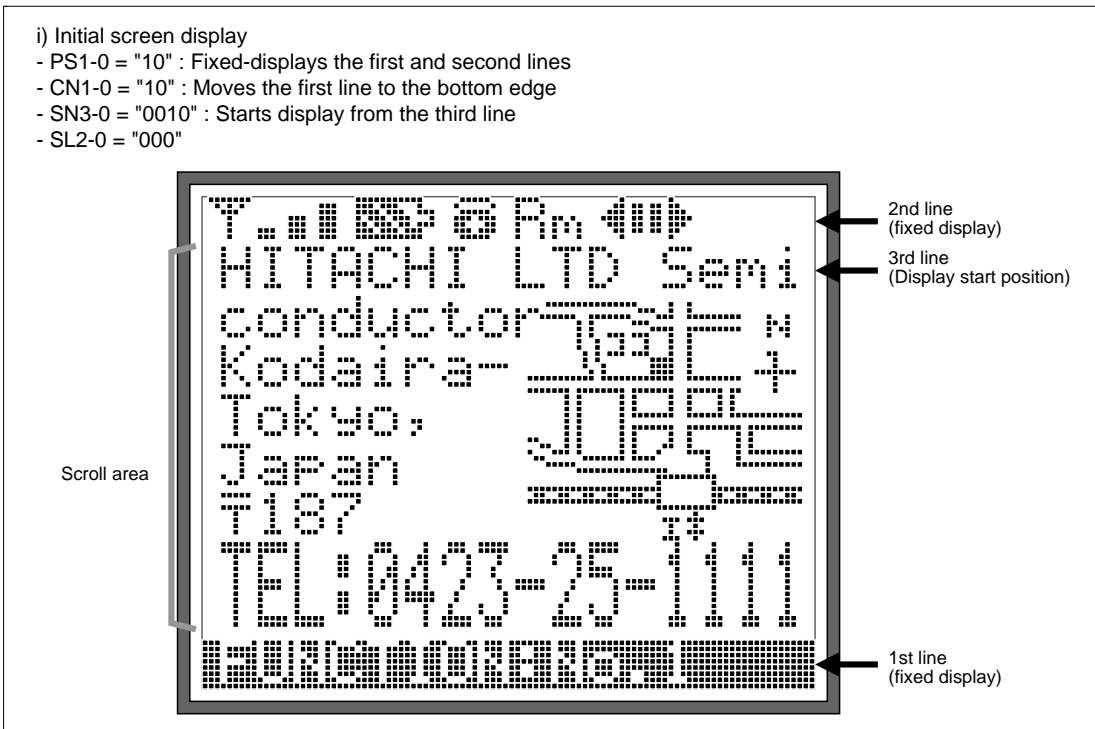 i) Initial screen display
- PS1-0 = "10" : Fixed-displays the first and second lines
- CN1-0 = "10" : Moves the first line to the bottom edge
- SN3-0 = "0010" : Starts display from the third line
- SL2-0 = "000"
Rm
2nd line
(fixed display)
HITACHI LTD Semi
3rd line
(Display start position)
conductor
N
Kodaira-
Tokyo,
Japan
Scroll area
〒187
TEL:0423-25-1111
1st line
(fixed display)